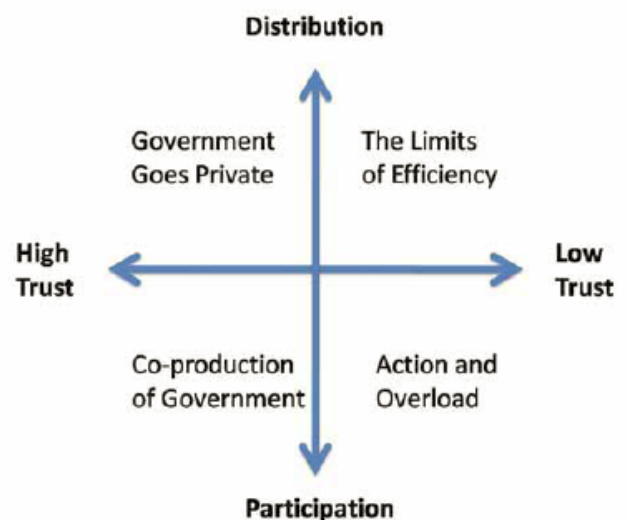 Distribution
Government
Goes Private
The Limits
of Efficiency
High
Trust
Low
Trust
Co-production
of Government
Action and
Overload
Participation